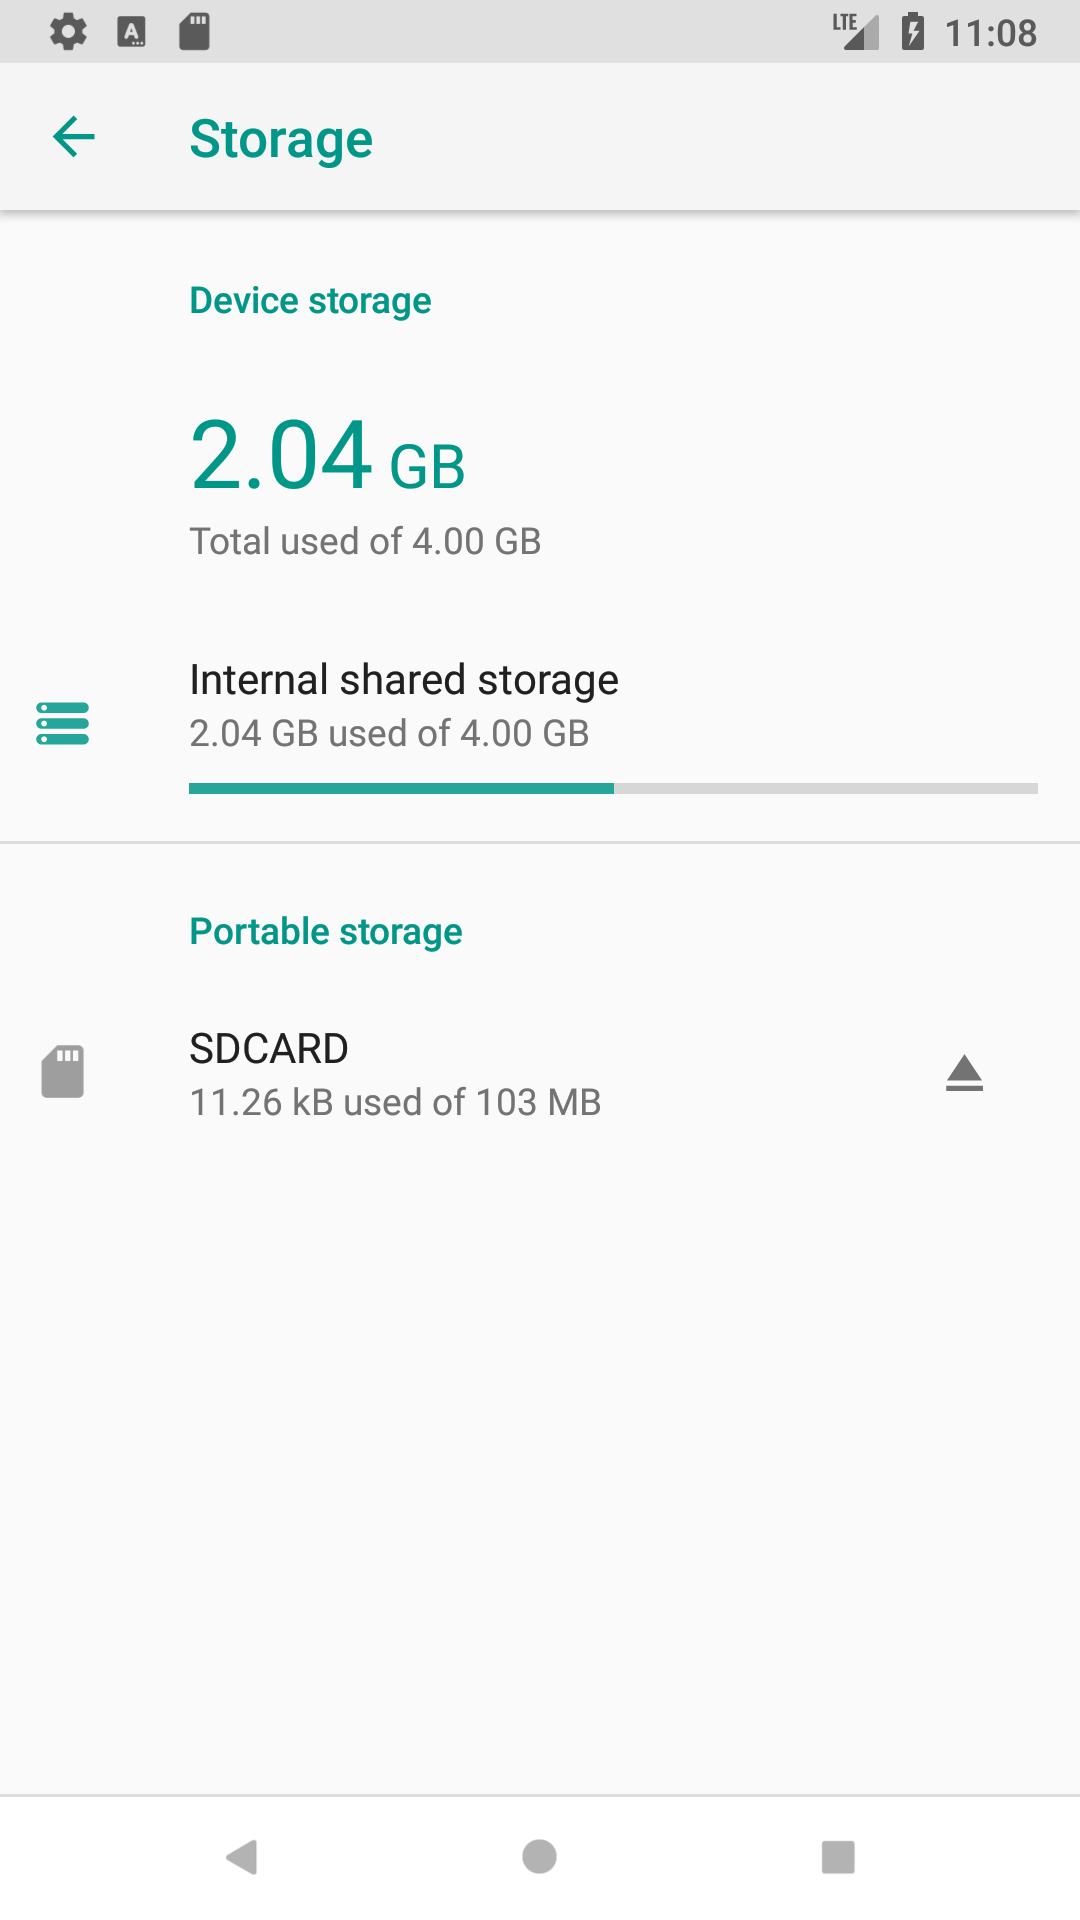 LTE 11:08
Storage
Device storage
2.04 GB
Total used of 4.00 GB
Internal shared storage
2.04 GB used of 4.00 GB
Portable storage
SDCARD
11.26 kB used of 103 MB